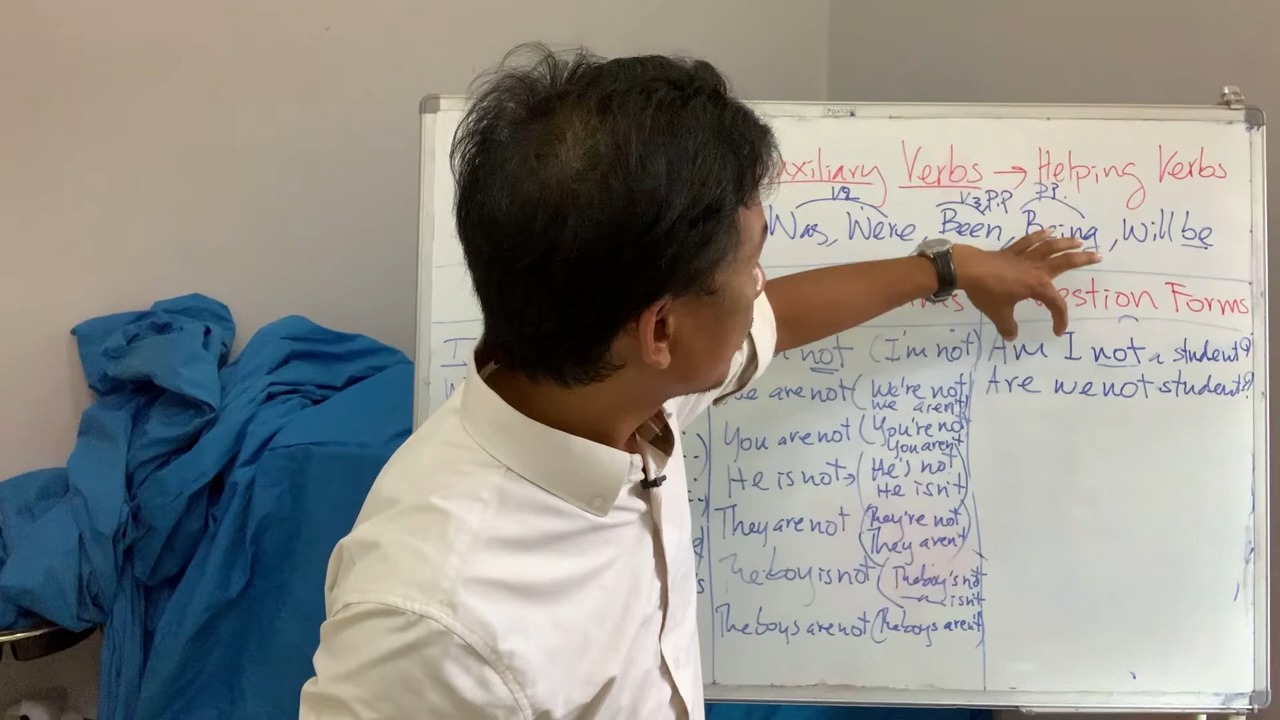 Auxiliary Verbs → Helping Verbs
V2 V3, P.P
Was, Were, Been, Being, Will be
Question Forms
I not (I'm not) Am I not a student?
We are not (We're not Are we not student?
We aren't)
You are not (You're not
You aren't
He is not → (He's not
He isn't
They are not (They're not
They aren't)
The boy is not (The boy's not
isn't
The boys are not (The boys aren't)